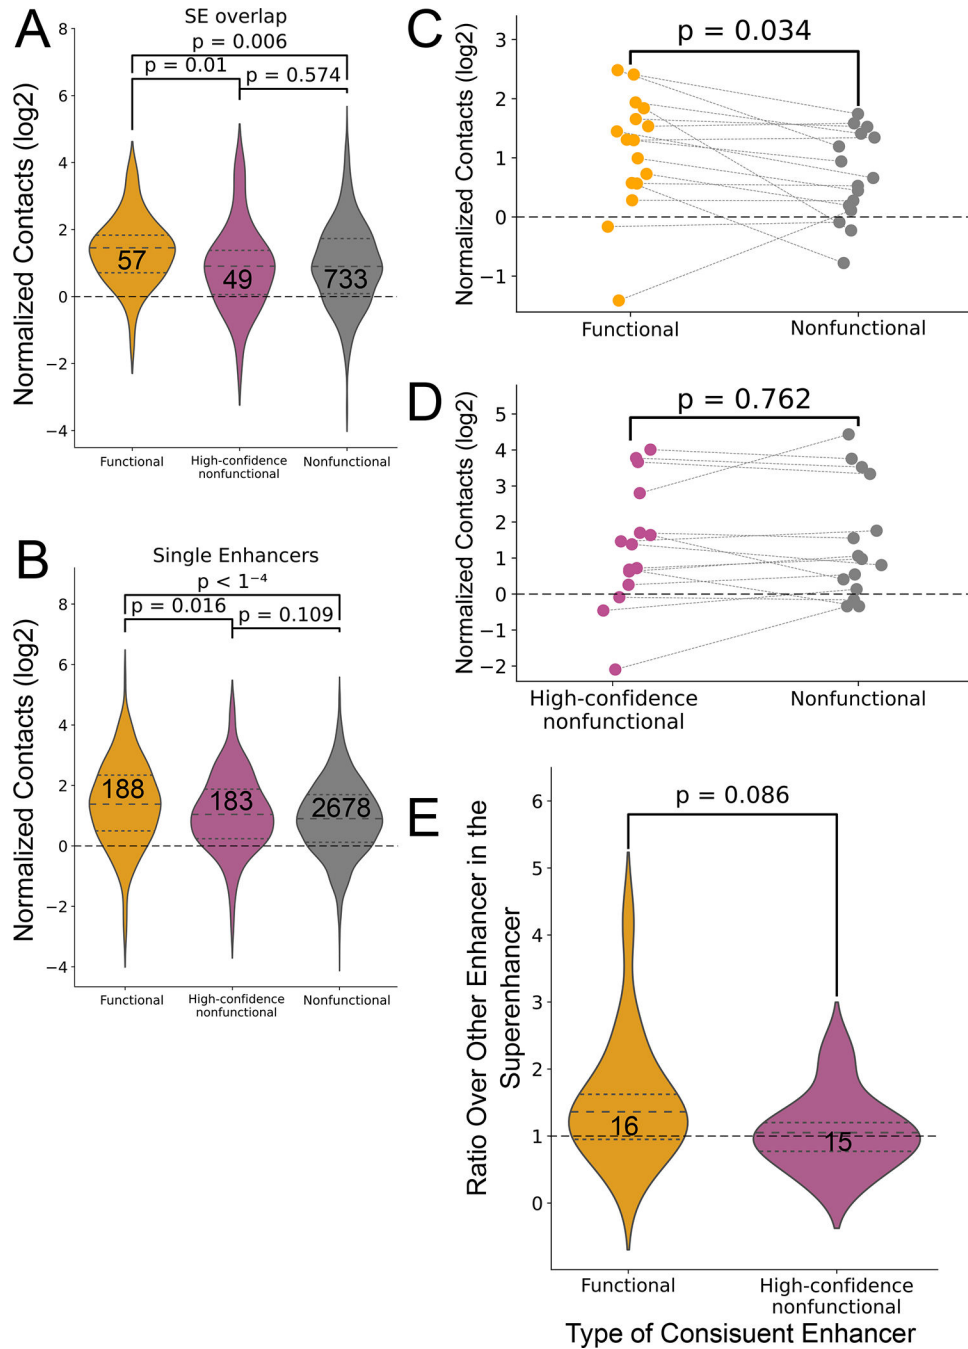 A
SE overlap
p = 0.006
p = 0.01
p = 0.574
Normalized Contacts (log2)
8
6
4
2
0
−2
−4
57
49
733
Functional
High-confidence
nonfunctional
Nonfunctional
B
Single Enhancers
p < 1⁻⁴
p = 0.016
p = 0.109
Normalized Contacts (log2)
8
6
4
2
0
−2
−4
188
183
2678
Functional
High-confidence
nonfunctional
Nonfunctional
C
p = 0.034
Normalized Contacts (log2)
3
2
1
0
−1
Functional
Nonfunctional
D
p = 0.762
Normalized Contacts (log2)
5
4
3
2
1
0
−1
−2
High-confidence
nonfunctional
Nonfunctional
E
p = 0.086
Ratio Over Other Enhancer in the
Superenhancer
6
5
4
3
2
1
0
16
15
Functional
High-confidence
nonfunctional
Type of Consisuent Enhancer